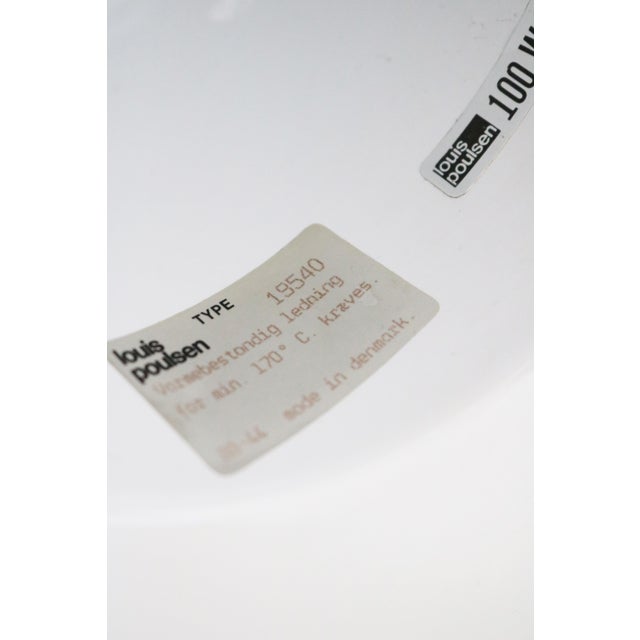 louis
poulsen
100 W
louis
poulsen
TYPE 19540
Varmebestandig ledning
for min. 170° C. kræves.
made in denmark.